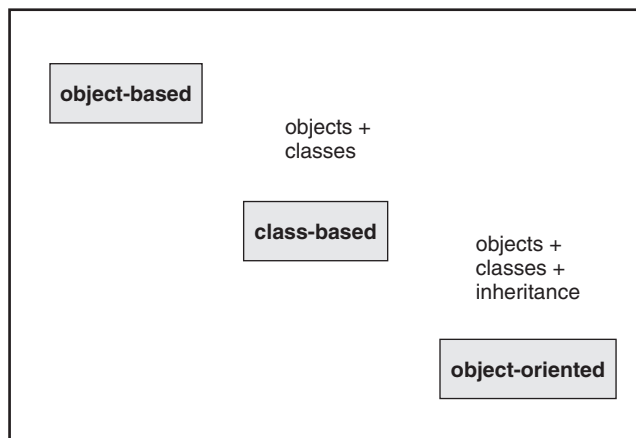 object-based
objects +
classes
class-based
objects +
classes +
inheritance
object-oriented